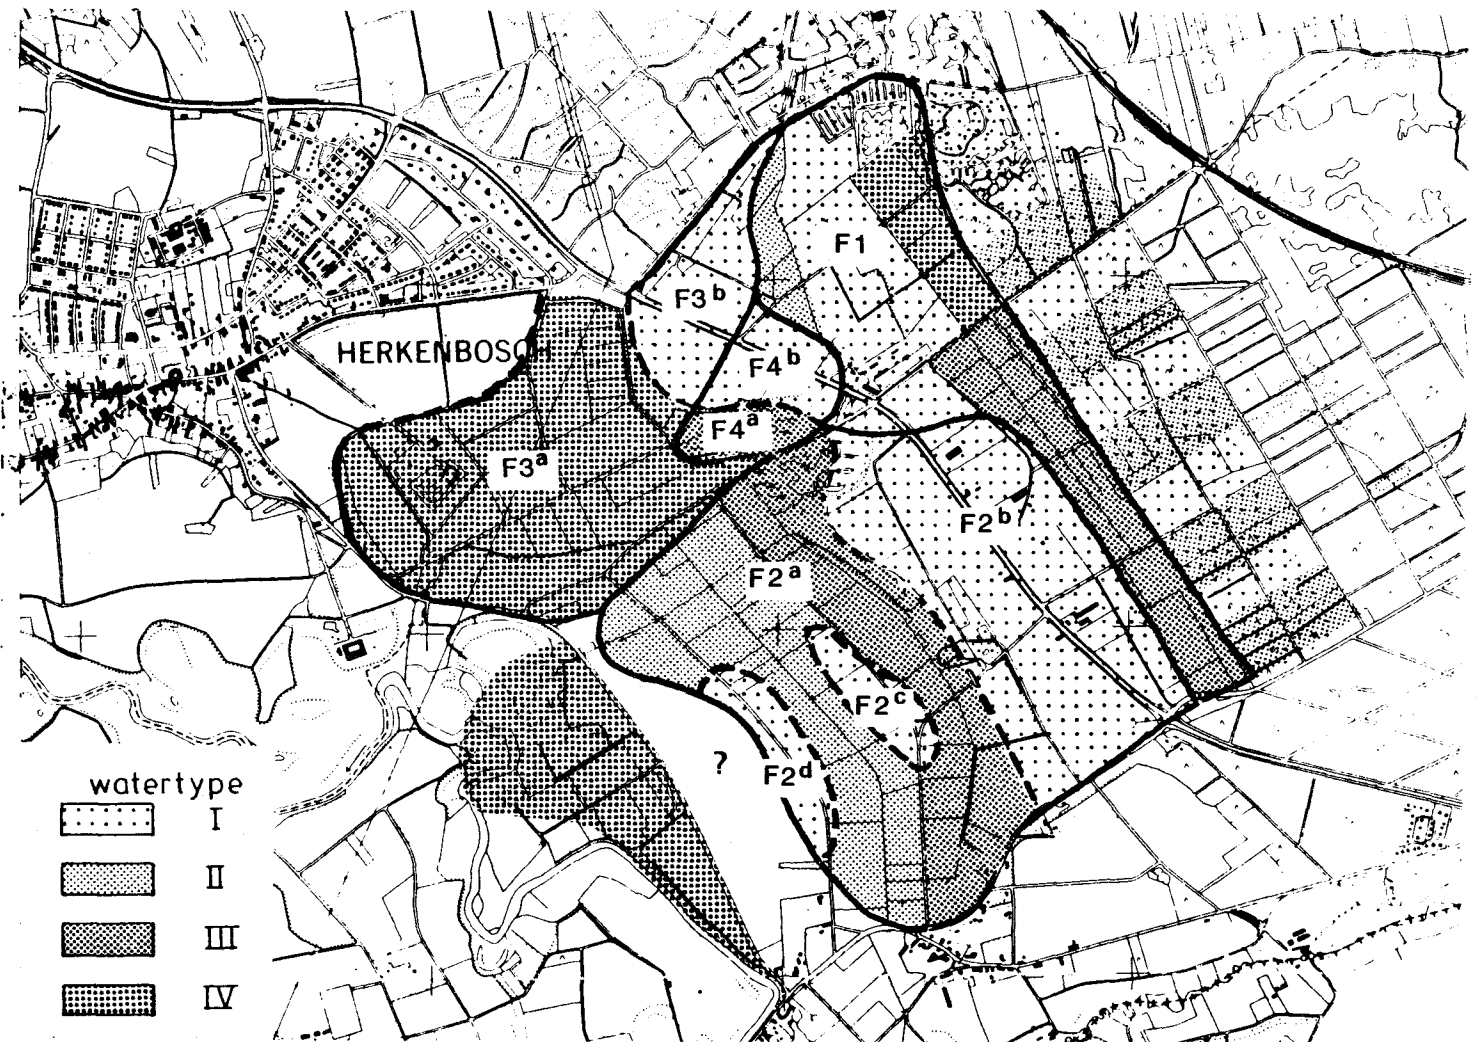 F1
F3b
HERKENBOSCH
F4b
F4a
F3a
F2b
F2a
F2c
?
F2d
watertype
I
II
III
IV